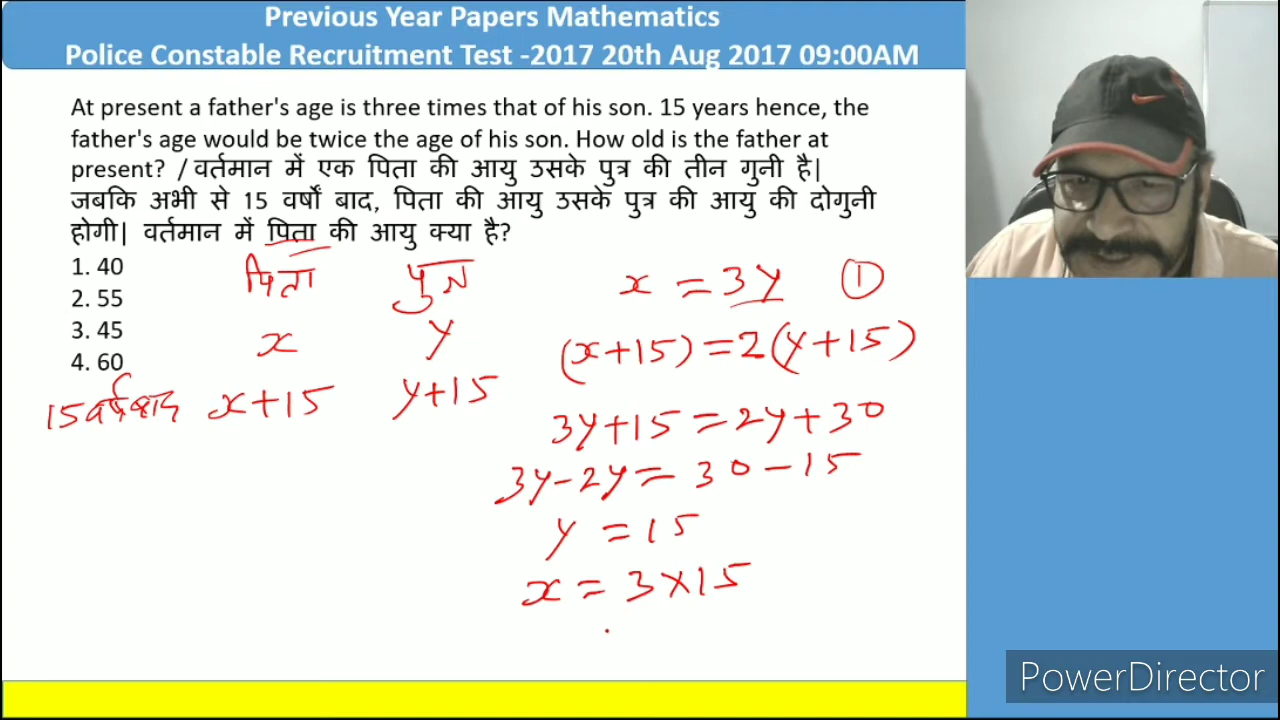 Previous Year Papers Mathematics
Police Constable Recruitment Test -2017 20th Aug 2017 09:00AM
At present a father's age is three times that of his son. 15 years hence, the
father's age would be twice the age of his son. How old is the father at
present? / वर्तमान में एक पिता की आयु उसके पुत्र की तीन गुनी है|
जबकि अभी से 15 वर्षों बाद, पिता की आयु उसके पुत्र की आयु की दोगुनी
होगी| वर्तमान में पिता की आयु क्या है?
1. 40
2. 55
3. 45
4. 60
पिता पुत्र
x y
15 वर्ष बाद x+15 y+15
x = 3y ①
(x+15) = 2(y+15)
3y+15 = 2y+30
3y-2y = 30-15
y = 15
x = 3×15
PowerDirector